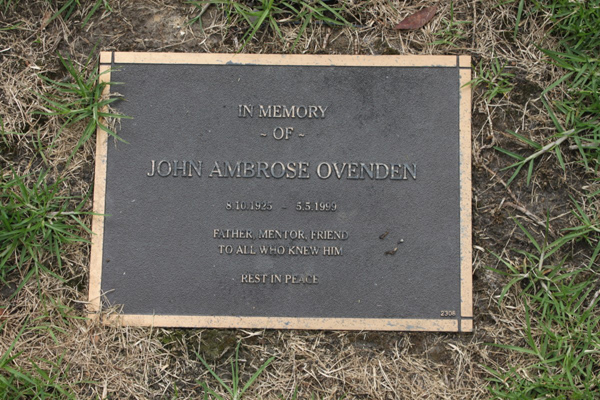 IN MEMORY
~ OF ~
JOHN AMBROSE OVENDEN
8.10.1925 - 5.5.1999
FATHER, MENTOR, FRIEND
TO ALL WHO KNEW HIM
REST IN PEACE
2308